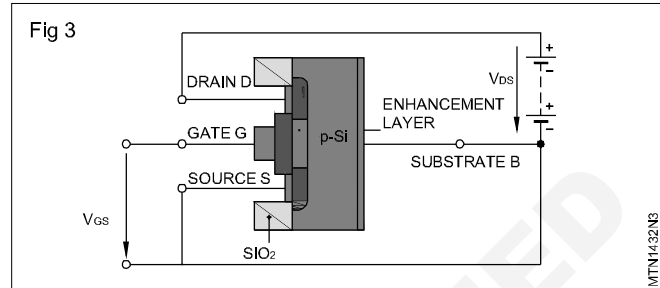 Fig 3
DRAIN D
GATE G
SOURCE S
VGS
SIO₂
p-Si
ENHANCEMENT
LAYER
SUBSTRATE B
VDS
+
–
+
–
MTN1432N3